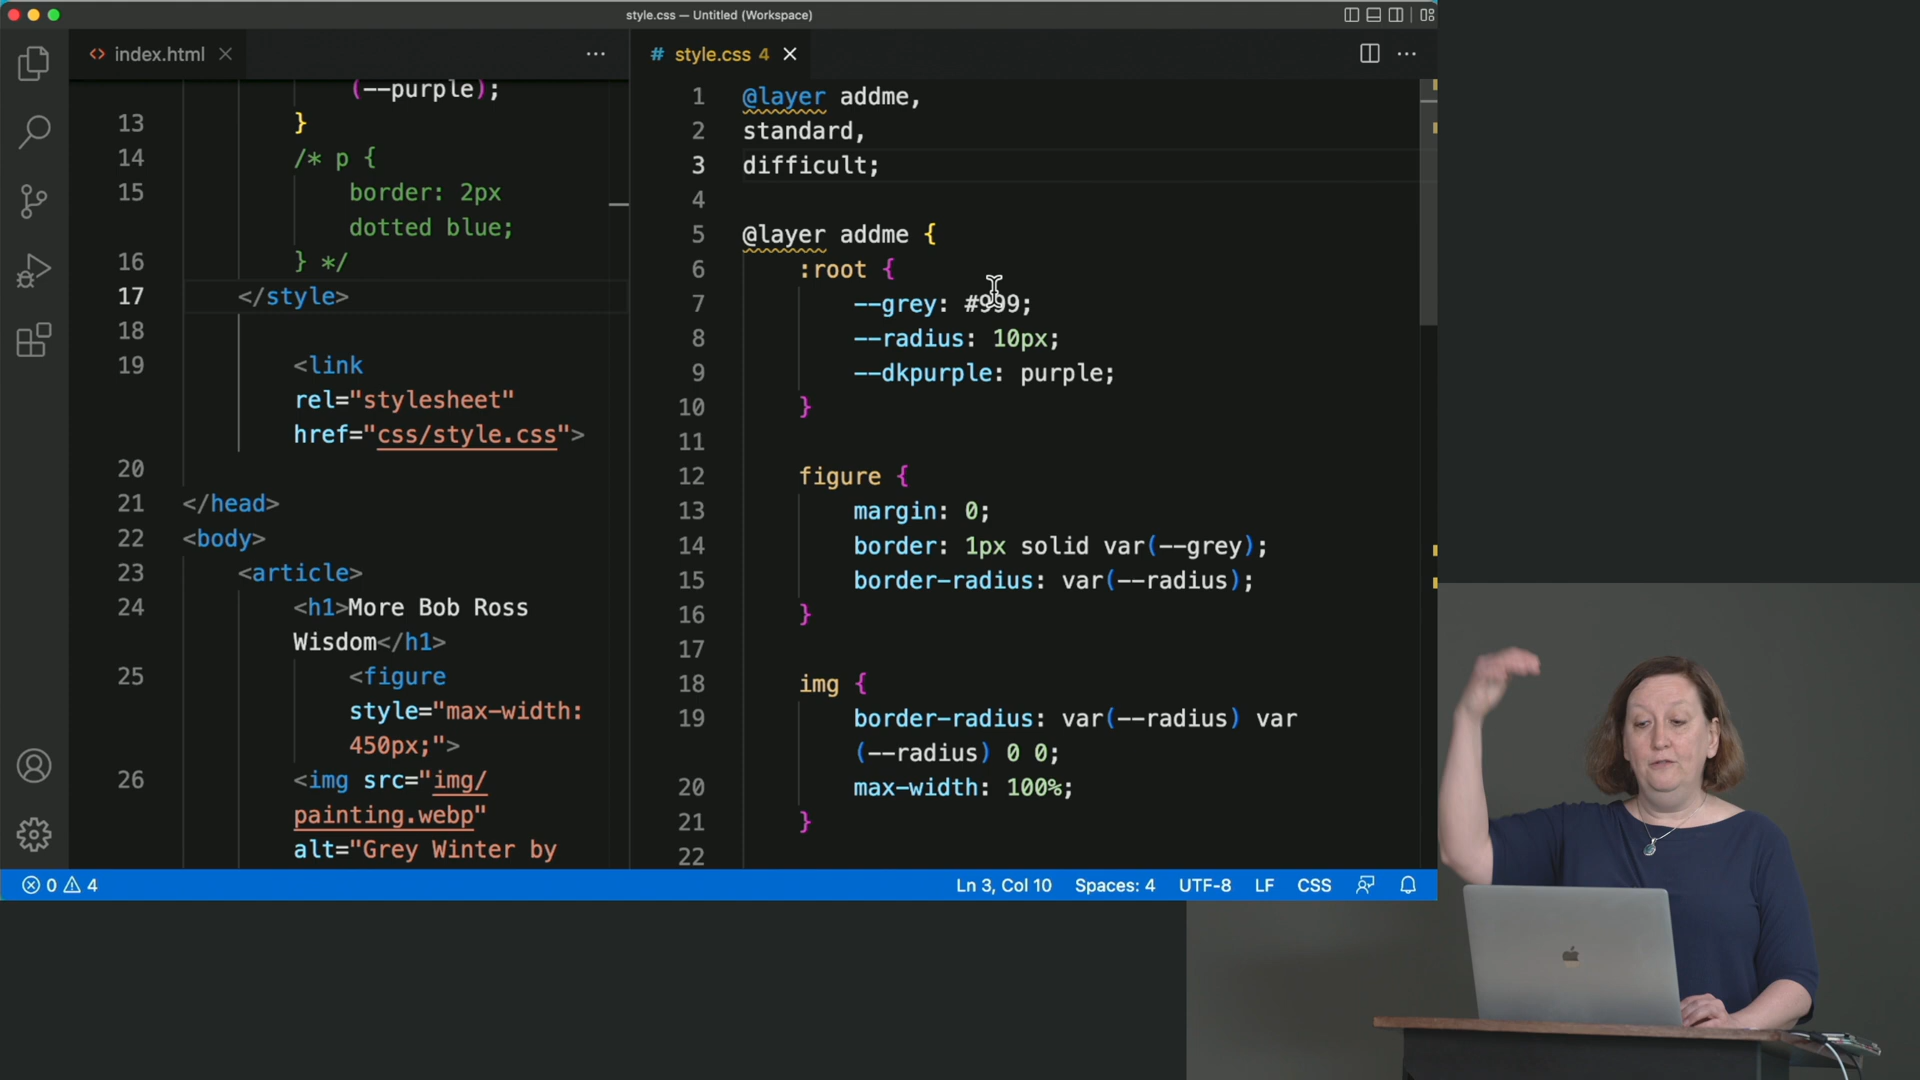 style.css — Untitled (Workspace)
<> index.html
# style.css 4
(--purple);
13 }
14 /* p {
15 border: 2px
dotted blue;
16 } */
17 </style>
18
19 <link
rel="stylesheet"
href="css/style.css">
20
21 </head>
22 <body>
23 <article>
24 <h1>More Bob Ross
Wisdom</h1>
25 <figure
style="max-width:
450px;">
26 <img src="img/
painting.webp"
alt="Grey Winter by
1 @layer addme,
2 standard,
3 difficult;
4
5 @layer addme {
6 :root {
7 --grey: #999;
8 --radius: 10px;
9 --dkpurple: purple;
10 }
11
12 figure {
13 margin: 0;
14 border: 1px solid var(--grey);
15 border-radius: var(--radius);
16 }
17
18 img {
19 border-radius: var(--radius) var
(--radius) 0 0;
20 max-width: 100%;
21 }
22
0 4
Ln 3, Col 10 Spaces: 4 UTF-8 LF CSS